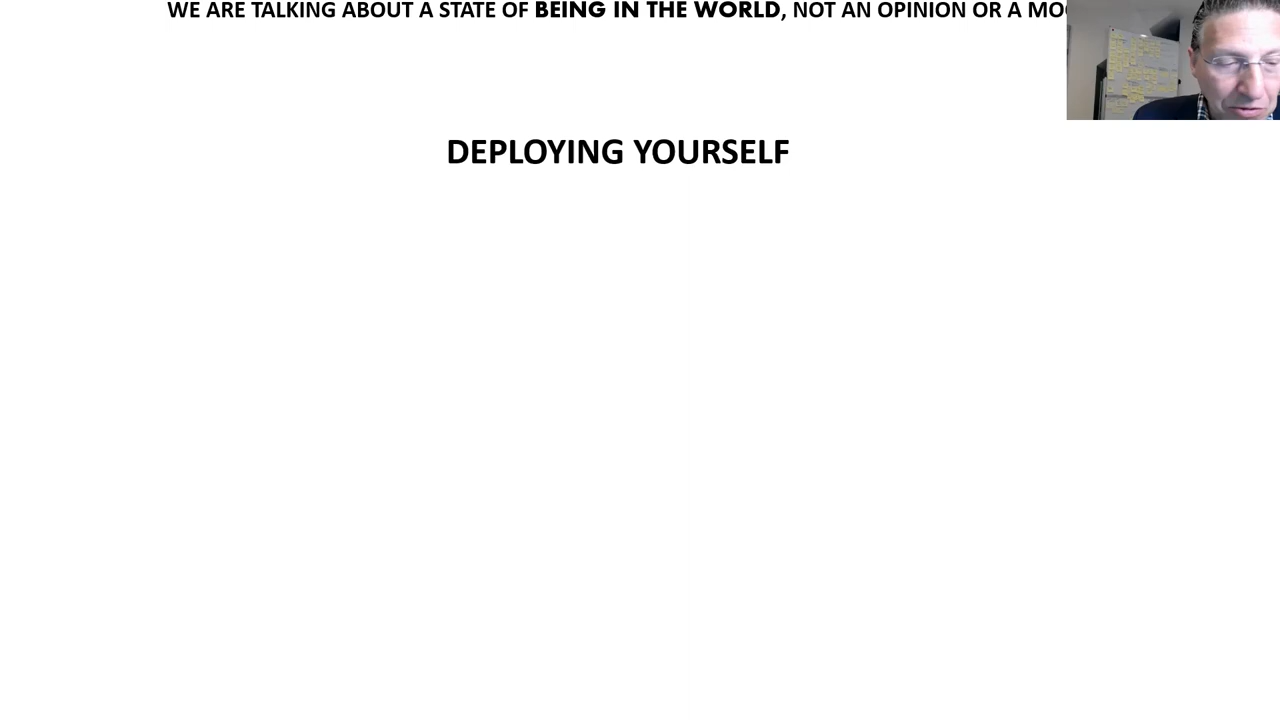 WE ARE TALKING ABOUT A STATE OF BEING IN THE WORLD, NOT AN OPINION OR A
DEPLOYING YOURSELF